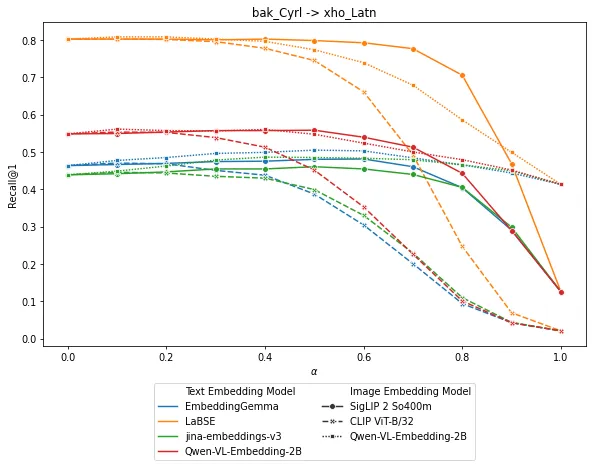 bak_Cyrl -> xho_Latn
0.8
0.7
0.6
0.5
0.4
0.3
0.2
0.1
0.0
Recall@1
0.0 0.2 0.4 0.6 0.8 1.0
α
Text Embedding Model Image Embedding Model
EmbeddingGemma SigLIP 2 So400m
LaBSE CLIP ViT-B/32
jina-embeddings-v3 Qwen-VL-Embedding-2B
Qwen-VL-Embedding-2B